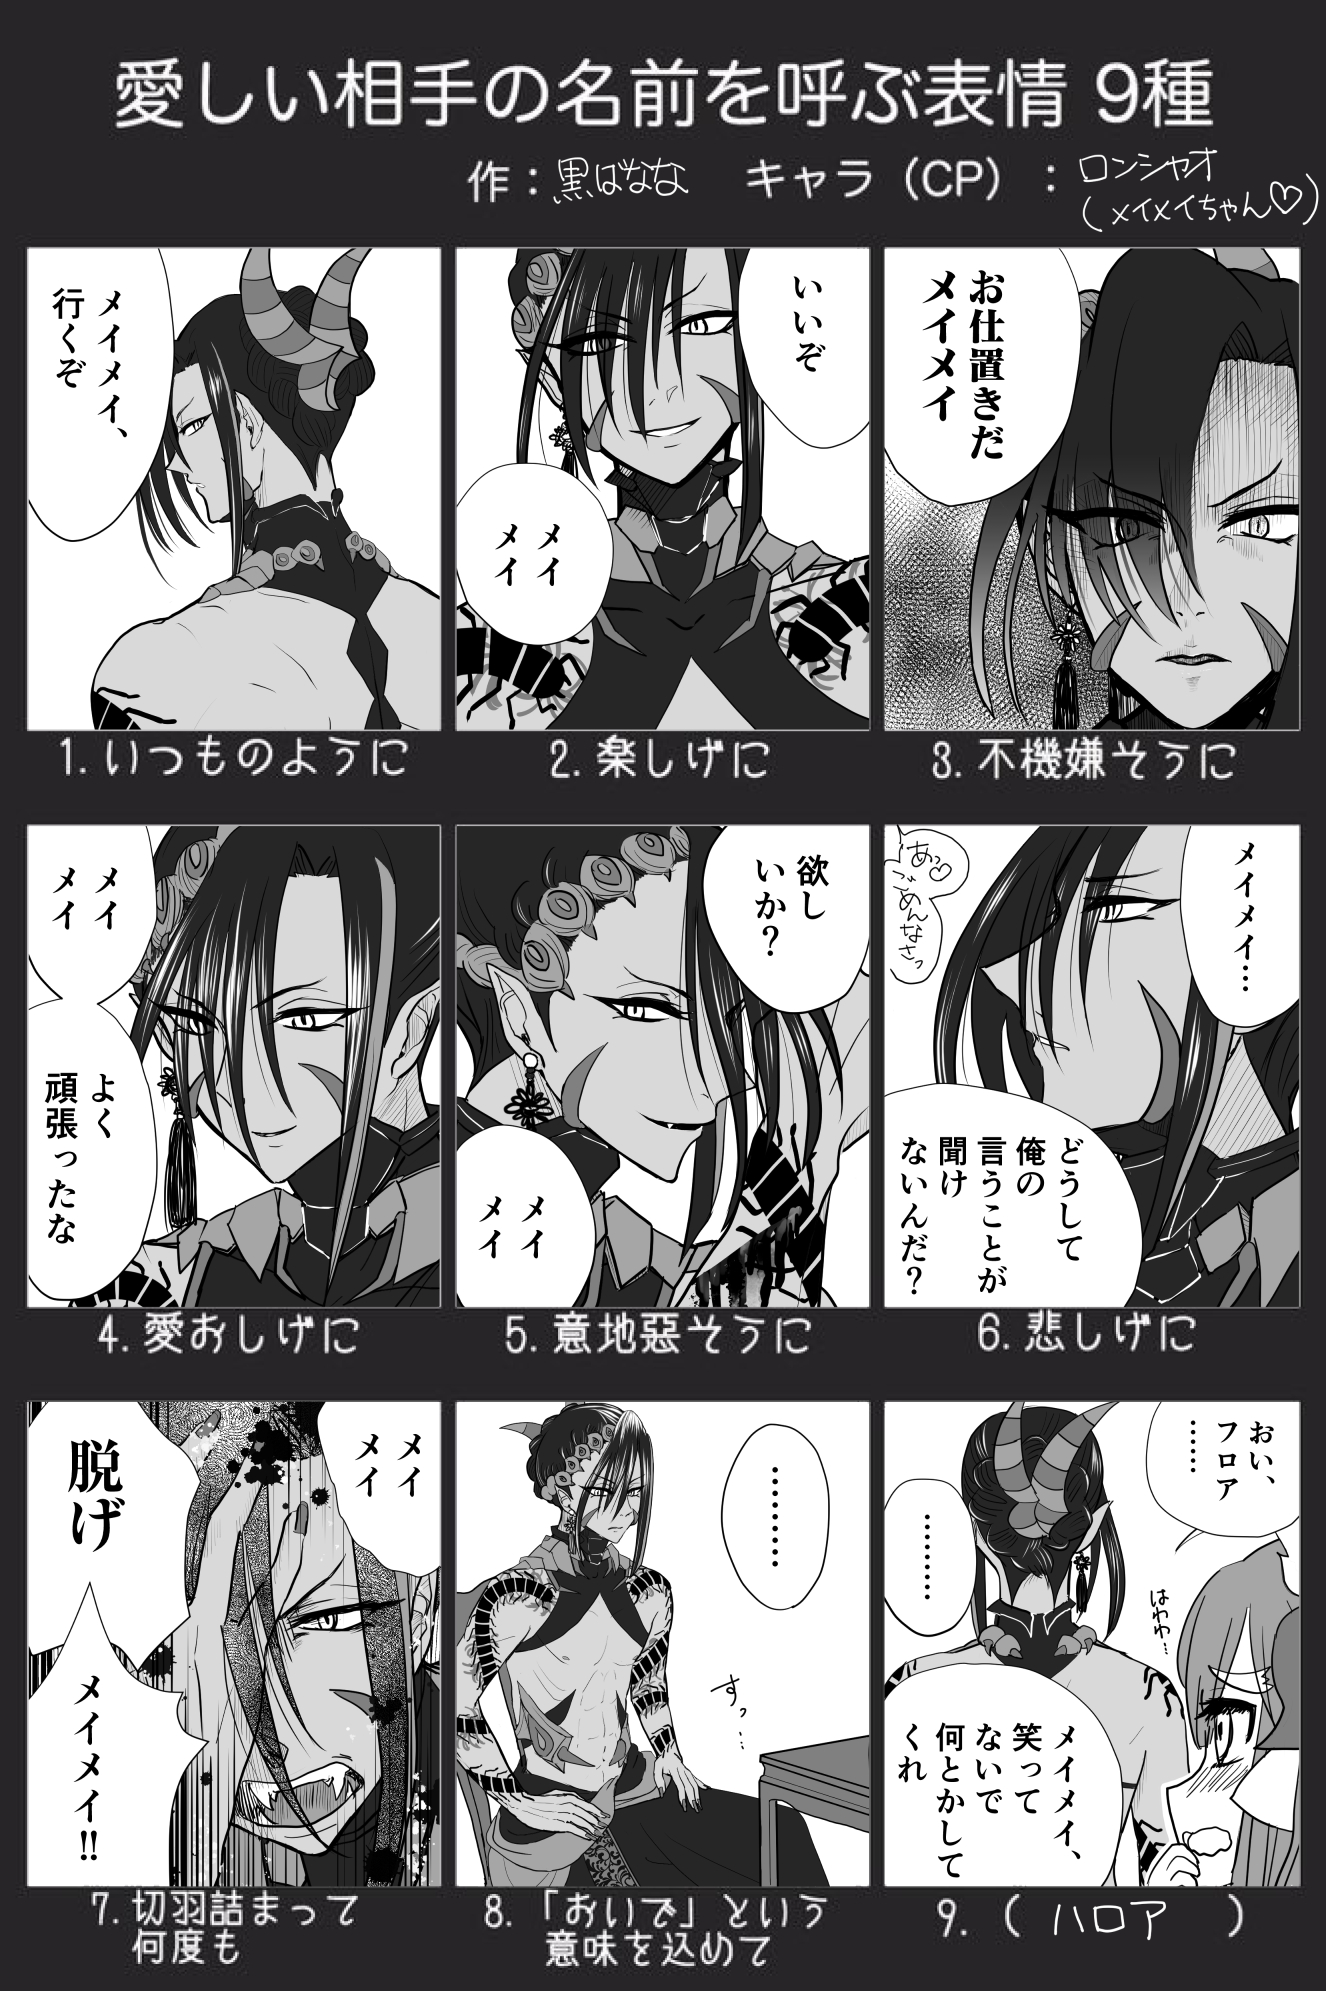 愛しい相手の名前を呼ぶ表情 9種
作：黒ばなな キャラ（CP）：ロンシャオ
（メイメイちゃん♡）
メイメイ、
行くぞ
1. いつものように
いいぞ
メイ
メイ
2. 楽しげに
お仕置きだ
メイメイ
3. 不機嫌そうに
メイ
メイ
よく
頑張ったな
4. 愛おしげに
欲し
いか？
メイ
メイ
5. 意地悪そうに
メイメイ…
あっ♡
ごめんなさっ
どうして
俺の
言うことが
聞け
ないんだ？
6. 悲しげに
メイ
メイ
脱げ
メイメイ!!
7. 切羽詰まって
何度も
………
すっ…
8. 「おいで」という
意味を込めて
おい、
フロア
……
………
はわわ…
メイメイ、
笑って
ないで
何とかして
くれ
9. （ ハロア ）